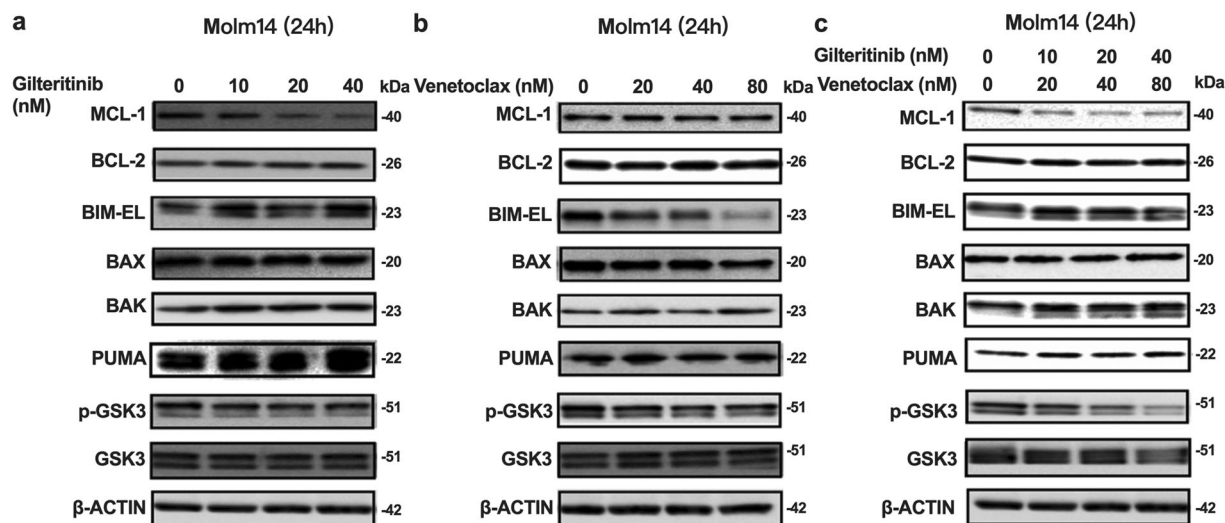 a
Molm14 (24h)
Gilteritinib (nM) 0 10 20 40 kDa
MCL-1 -40
BCL-2 -26
BIM-EL -23
BAX -20
BAK -23
PUMA -22
p-GSK3 -51
GSK3 -51
β-ACTIN -42
b
Molm14 (24h)
Venetoclax (nM) 0 20 40 80 kDa
MCL-1 -40
BCL-2 -26
BIM-EL -23
BAX -20
BAK -23
PUMA -22
p-GSK3 -51
GSK3 -51
β-ACTIN -42
c
Molm14 (24h)
Gilteritinib (nM) 0 10 20 40
Venetoclax (nM) 0 20 40 80 kDa
MCL-1 -40
BCL-2 -26
BIM-EL -23
BAX -20
BAK -23
PUMA -22
p-GSK3 -51
GSK3 -51
β-ACTIN -42